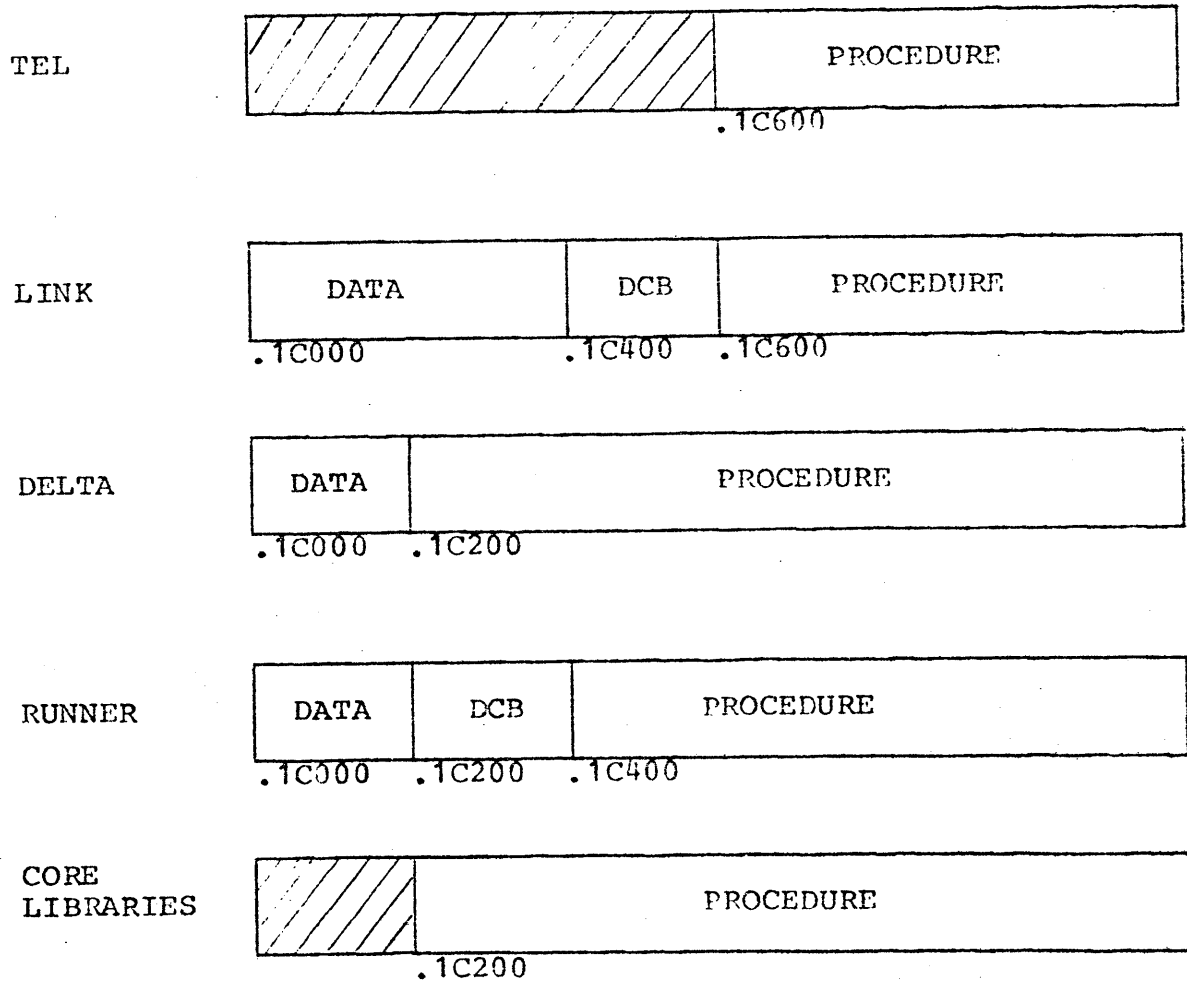 TEL
PROCEDURE
.1C600
LINK
DATA DCB PROCEDURE
.1C000 .1C400 .1C600
DELTA
DATA PROCEDURE
.1C000 .1C200
RUNNER
DATA DCB PROCEDURE
.1C000 .1C200 .1C400
CORE
LIBRARIES
PROCEDURE
.1C200